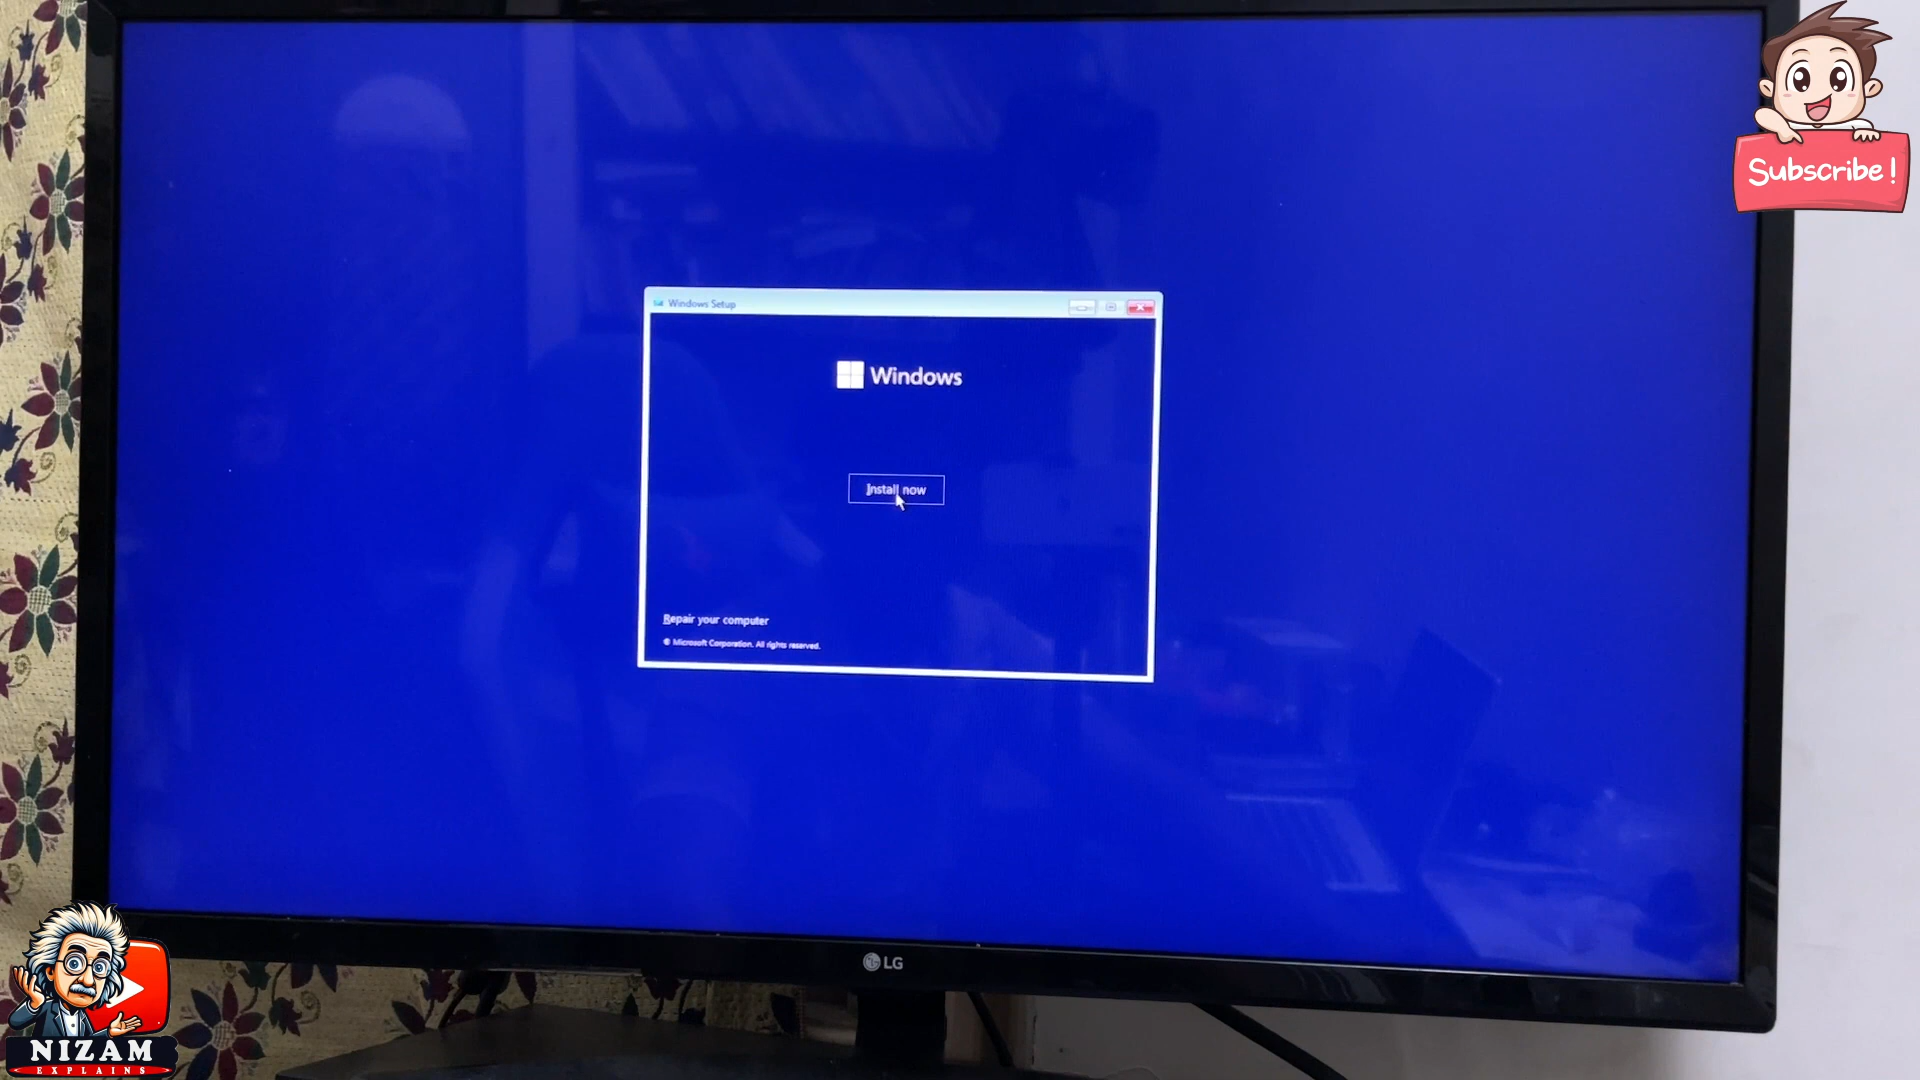 Subscribe!
Windows Setup
Windows
Install now
Repair your computer
© Microsoft Corporation. All rights reserved.
LG
NIZAM
EXPLAINS